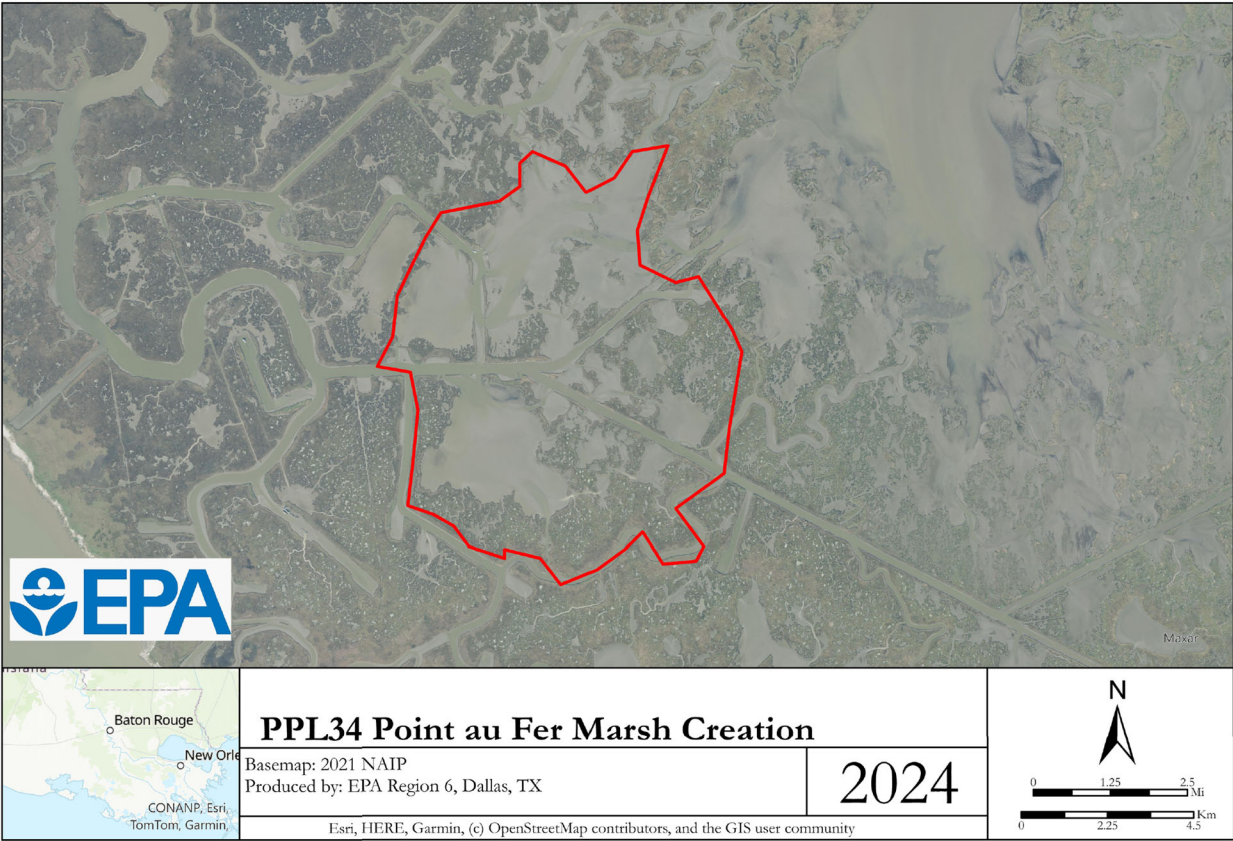 Maxar
EPA
Baton Rouge
New Orle
CONANP, Esri,
TomTom, Garmin,
PPL34 Point au Fer Marsh Creation
Basemap: 2021 NAIP
Produced by: EPA Region 6, Dallas, TX
2024
Esri, HERE, Garmin, (c) OpenStreetMap contributors, and the GIS user community
N
0 1.25 2.5
Mi
Km
0 2.25 4.5